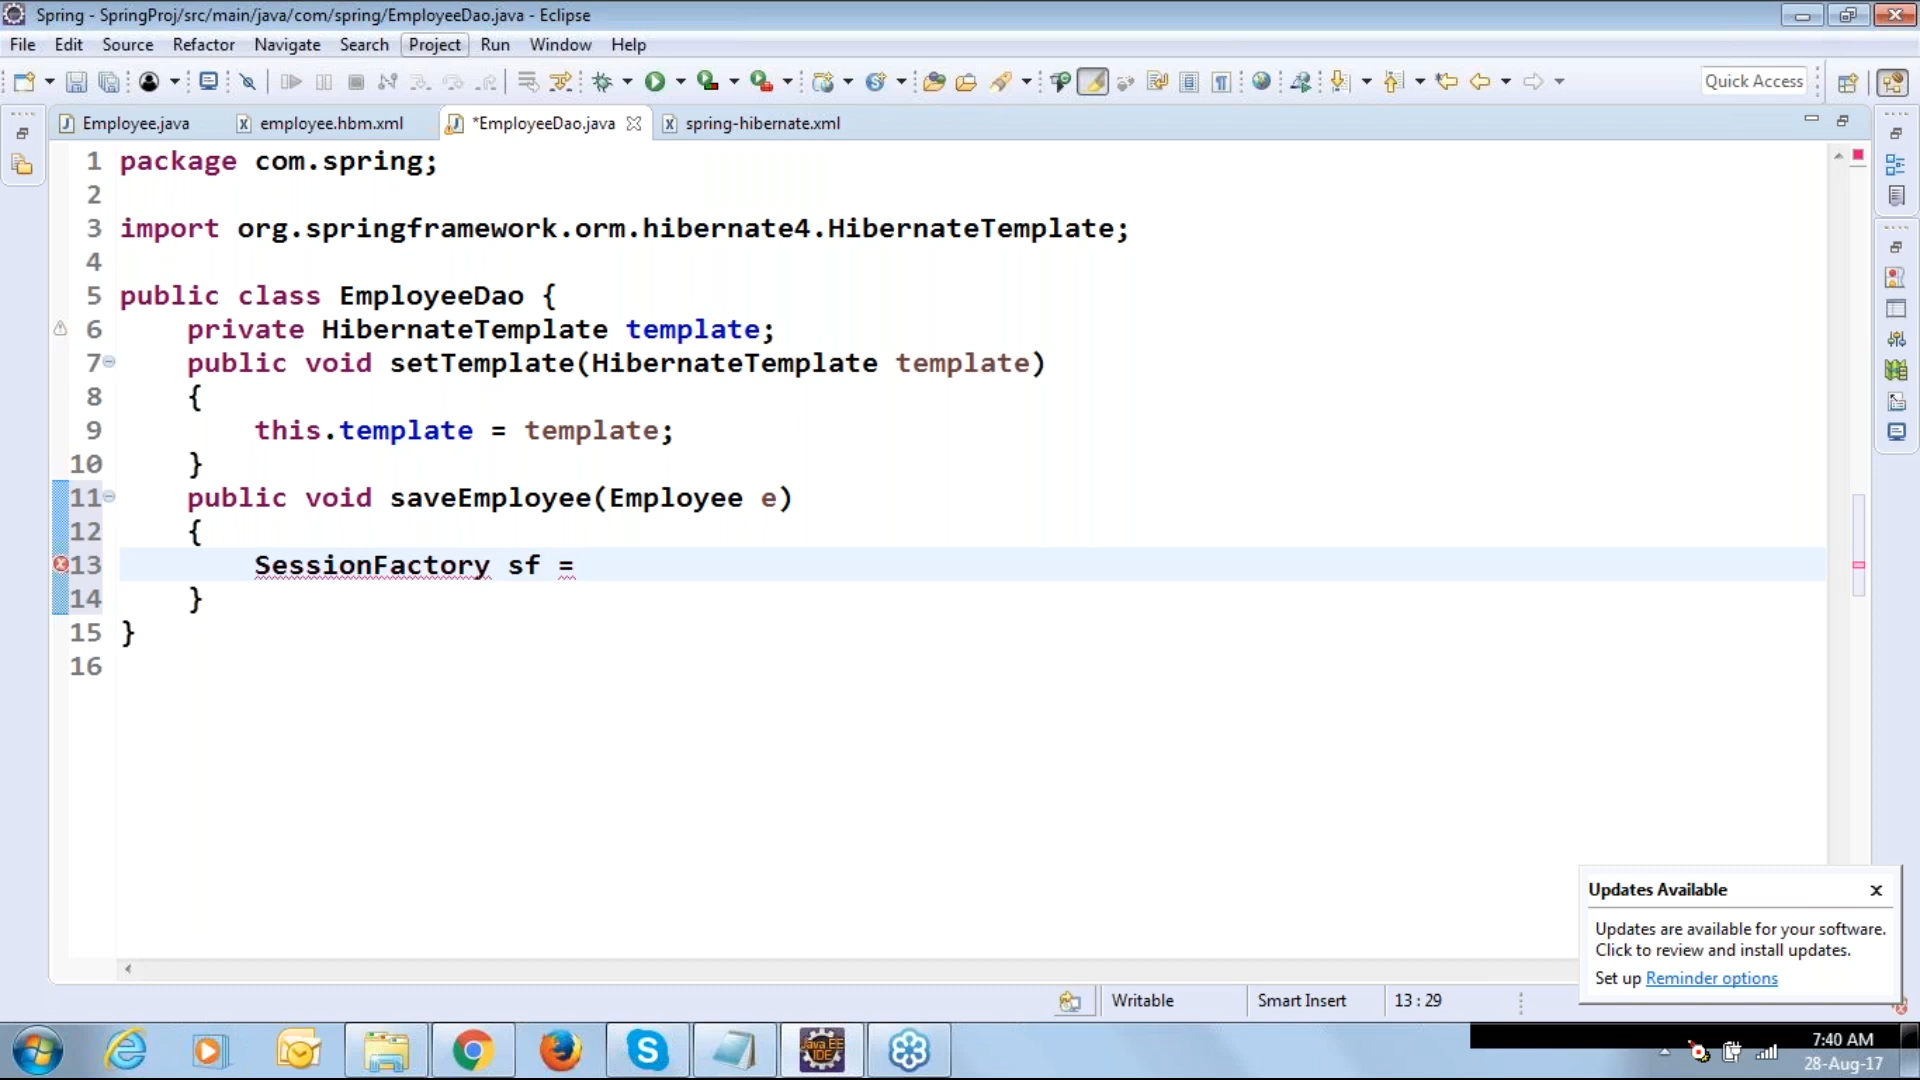 Spring - SpringProj/src/main/java/com/spring/EmployeeDao.java - Eclipse
File Edit Source Refactor Navigate Search Project Run Window Help
Quick Access
Employee.java employee.hbm.xml *EmployeeDao.java spring-hibernate.xml
1 package com.spring;
2
3 import org.springframework.orm.hibernate4.HibernateTemplate;
4
5 public class EmployeeDao {
6 private HibernateTemplate template;
7 public void setTemplate(HibernateTemplate template)
8 {
9 this.template = template;
10 }
11 public void saveEmployee(Employee e)
12 {
13 SessionFactory sf =
14 }
15 }
16
Updates Available
Updates are available for your software.
Click to review and install updates.
Set up Reminder options
Writable Smart Insert 13 : 29
Java EE
IDE
7:40 AM
28-Aug-17